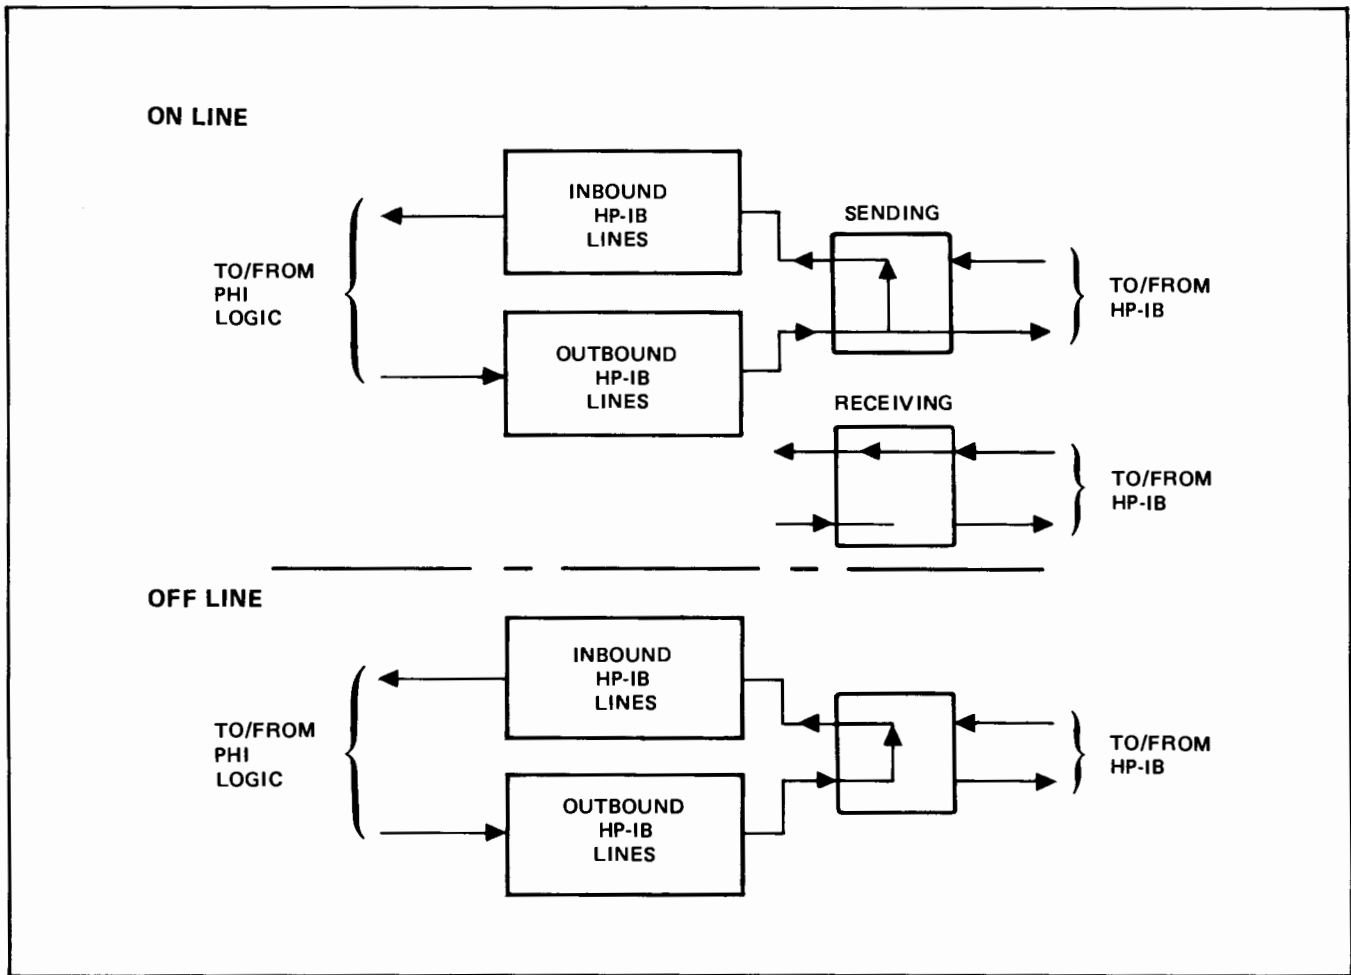 ON LINE
INBOUND
HP-IB
LINES
SENDING
TO/FROM
PHI
LOGIC
TO/FROM
HP-IB
OUTBOUND
HP-IB
LINES
RECEIVING
TO/FROM
HP-IB
OFF LINE
INBOUND
HP-IB
LINES
TO/FROM
PHI
LOGIC
TO/FROM
HP-IB
OUTBOUND
HP-IB
LINES